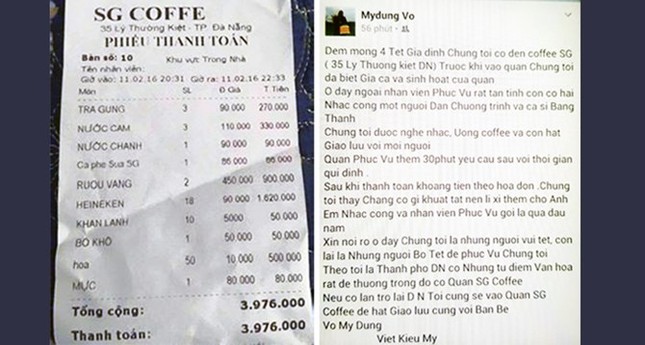 SG COFFE
35 Lý Thường Kiệt - TP. Đà Nẵng
PHIẾU THANH TOÁN
Bàn số: 10 Khu vực: Trong Nhà
Tên nhân viên:
Giờ vào: 11.02.16 20:31 Giờ ra: 11.02.16 22:33
Món SL Đ Giá T.Tiền
TRA GUNG 3 90.000 270.000
NƯỚC CAM 3 110.000 330.000
NƯỚC CHANH 1 90.000 90.000
Ca phe Sua SG 1 86.000 86.000
RUOU VANG 2 450.000 900.000
HEINEKEN 18 90.000 1.620.000
KHAN LANH 10 5000 50.000
BÒ KHÔ 1 50.000 50.000
hoa 50 10.000 500.000
MỰC 1 80.000 80.000
Tổng cộng: 3.976.000
Thanh toán: 3.976.000
Mydung Vo
56 phút
Dem mong 4 Tet Gia dinh Chung toi co den coffee SG
( 35 Ly Thuong kiet DN) Truoc khi vao quan Chung toi
da biet Gia ca va sinh hoat cua quan
O day ngoai nhan vien Phuc Vu rat tan tinh con co hai
Nhac cong mot nguoi Dan Chuong trinh va ca si Bang
Thanh
Chung toi duoc nghe nhac, Uong coffee va con hat
Giao luu voi moi nguoi
Quan Phuc Vu them 30phut yeu cau sau voi thoi gian
qui dinh .
Sau khi thanh toan khoang tien theo hoa don .Chung
toi thay Chang co gi khuat tat nen li xi them cho Anh
Em Nhac cong va nhan vien Phuc Vu goi la qua dau
nam
Xin noi ro o day Chung toi la nhung nguoi vui tet, con
lai la Nhung nguoi Bo Tet de phuc Vu Chung toi
Theo toi la Thanh pho DN co Nhung tu diem Van hoa
rat de thuong trong do co Quan SG Coffee
Neu co lan tro lai D N Toi cung se vao Quan SG
Coffee de hat Giao luu cung voi Ban Be
Vo My Dung
Viet Kieu My